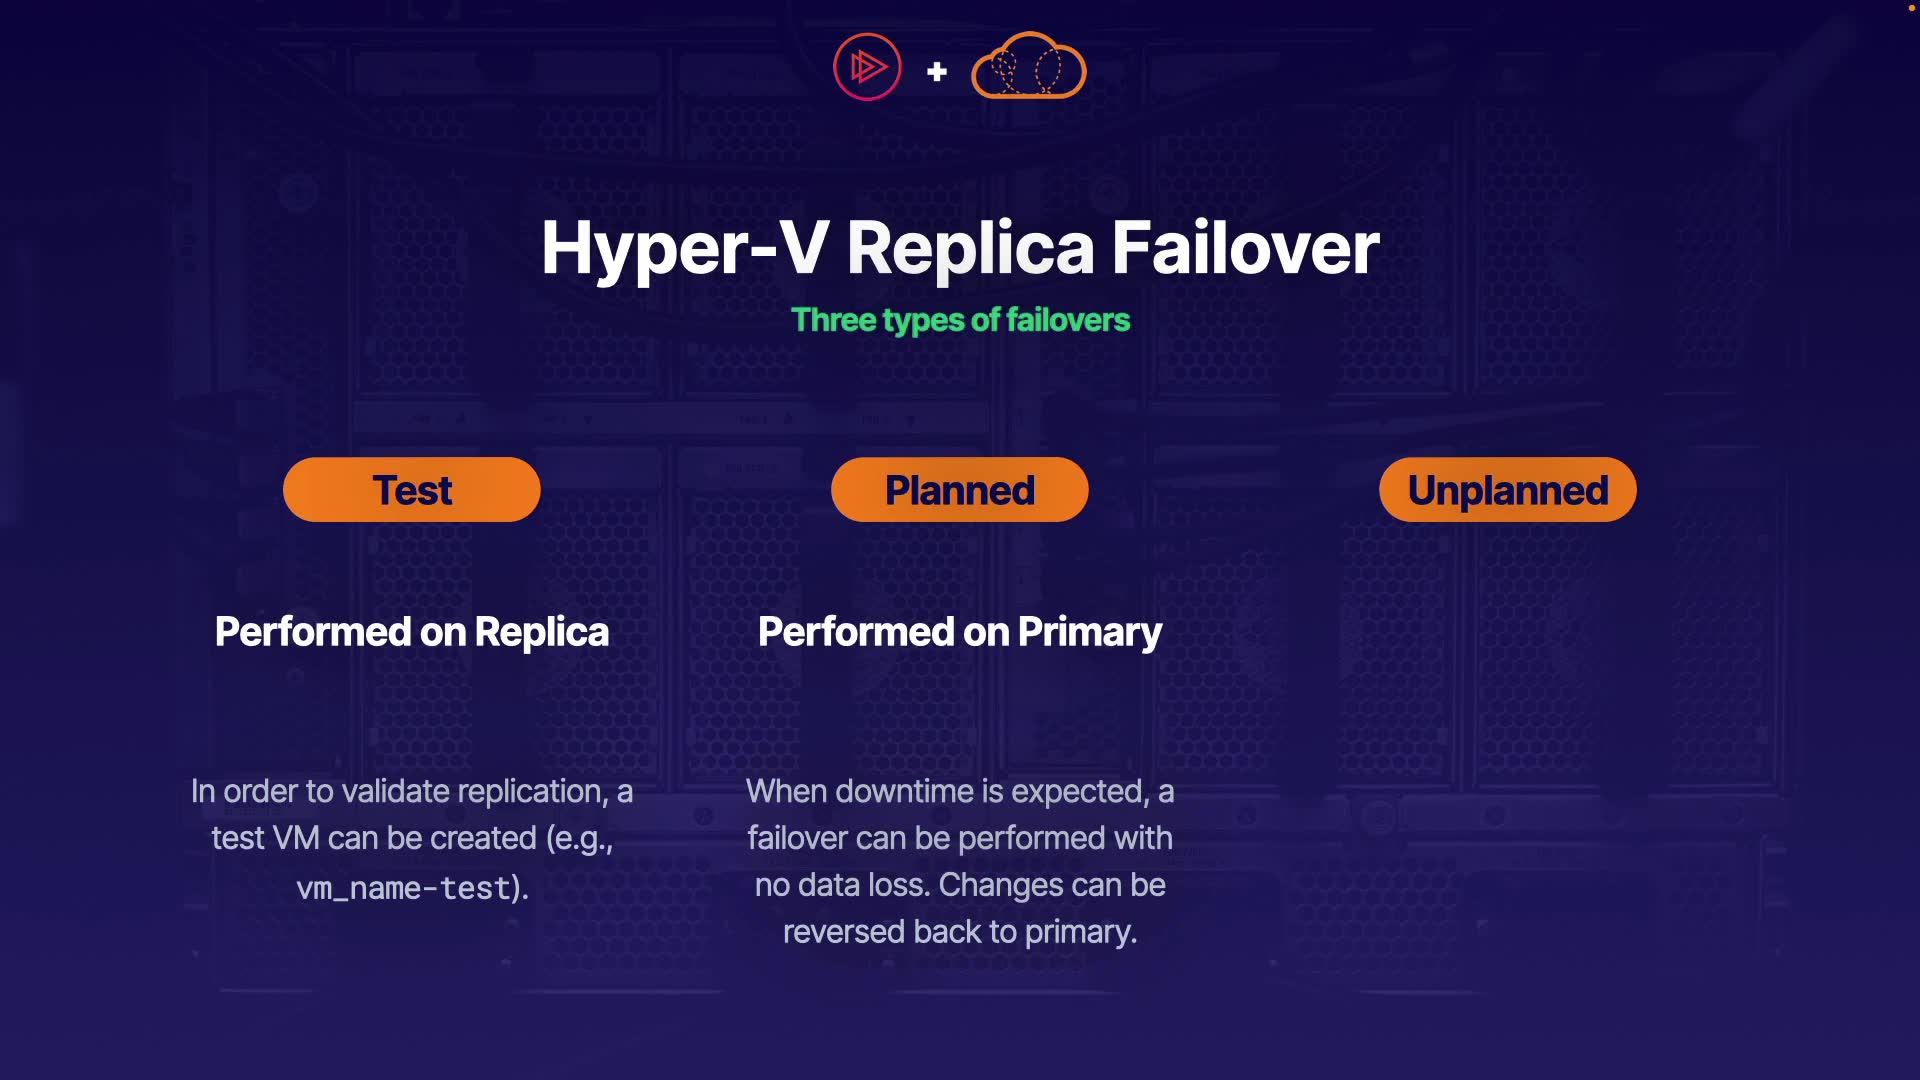 Hyper-V Replica Failover
Three types of failovers
Test
Planned
Unplanned
Performed on Replica
Performed on Primary
In order to validate replication, a
test VM can be created (e.g.,
vm_name-test).
When downtime is expected, a
failover can be performed with
no data loss. Changes can be
reversed back to primary.